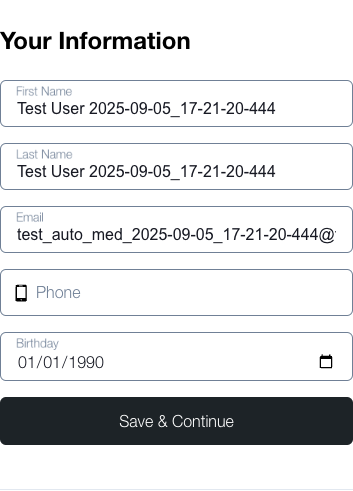 Your Information
First Name
Test User 2025-09-05_17-21-20-444
Last Name
Test User 2025-09-05_17-21-20-444
Email
test_auto_med_2025-09-05_17-21-20-444@
Phone
Birthday
01/01/1990
Save & Continue